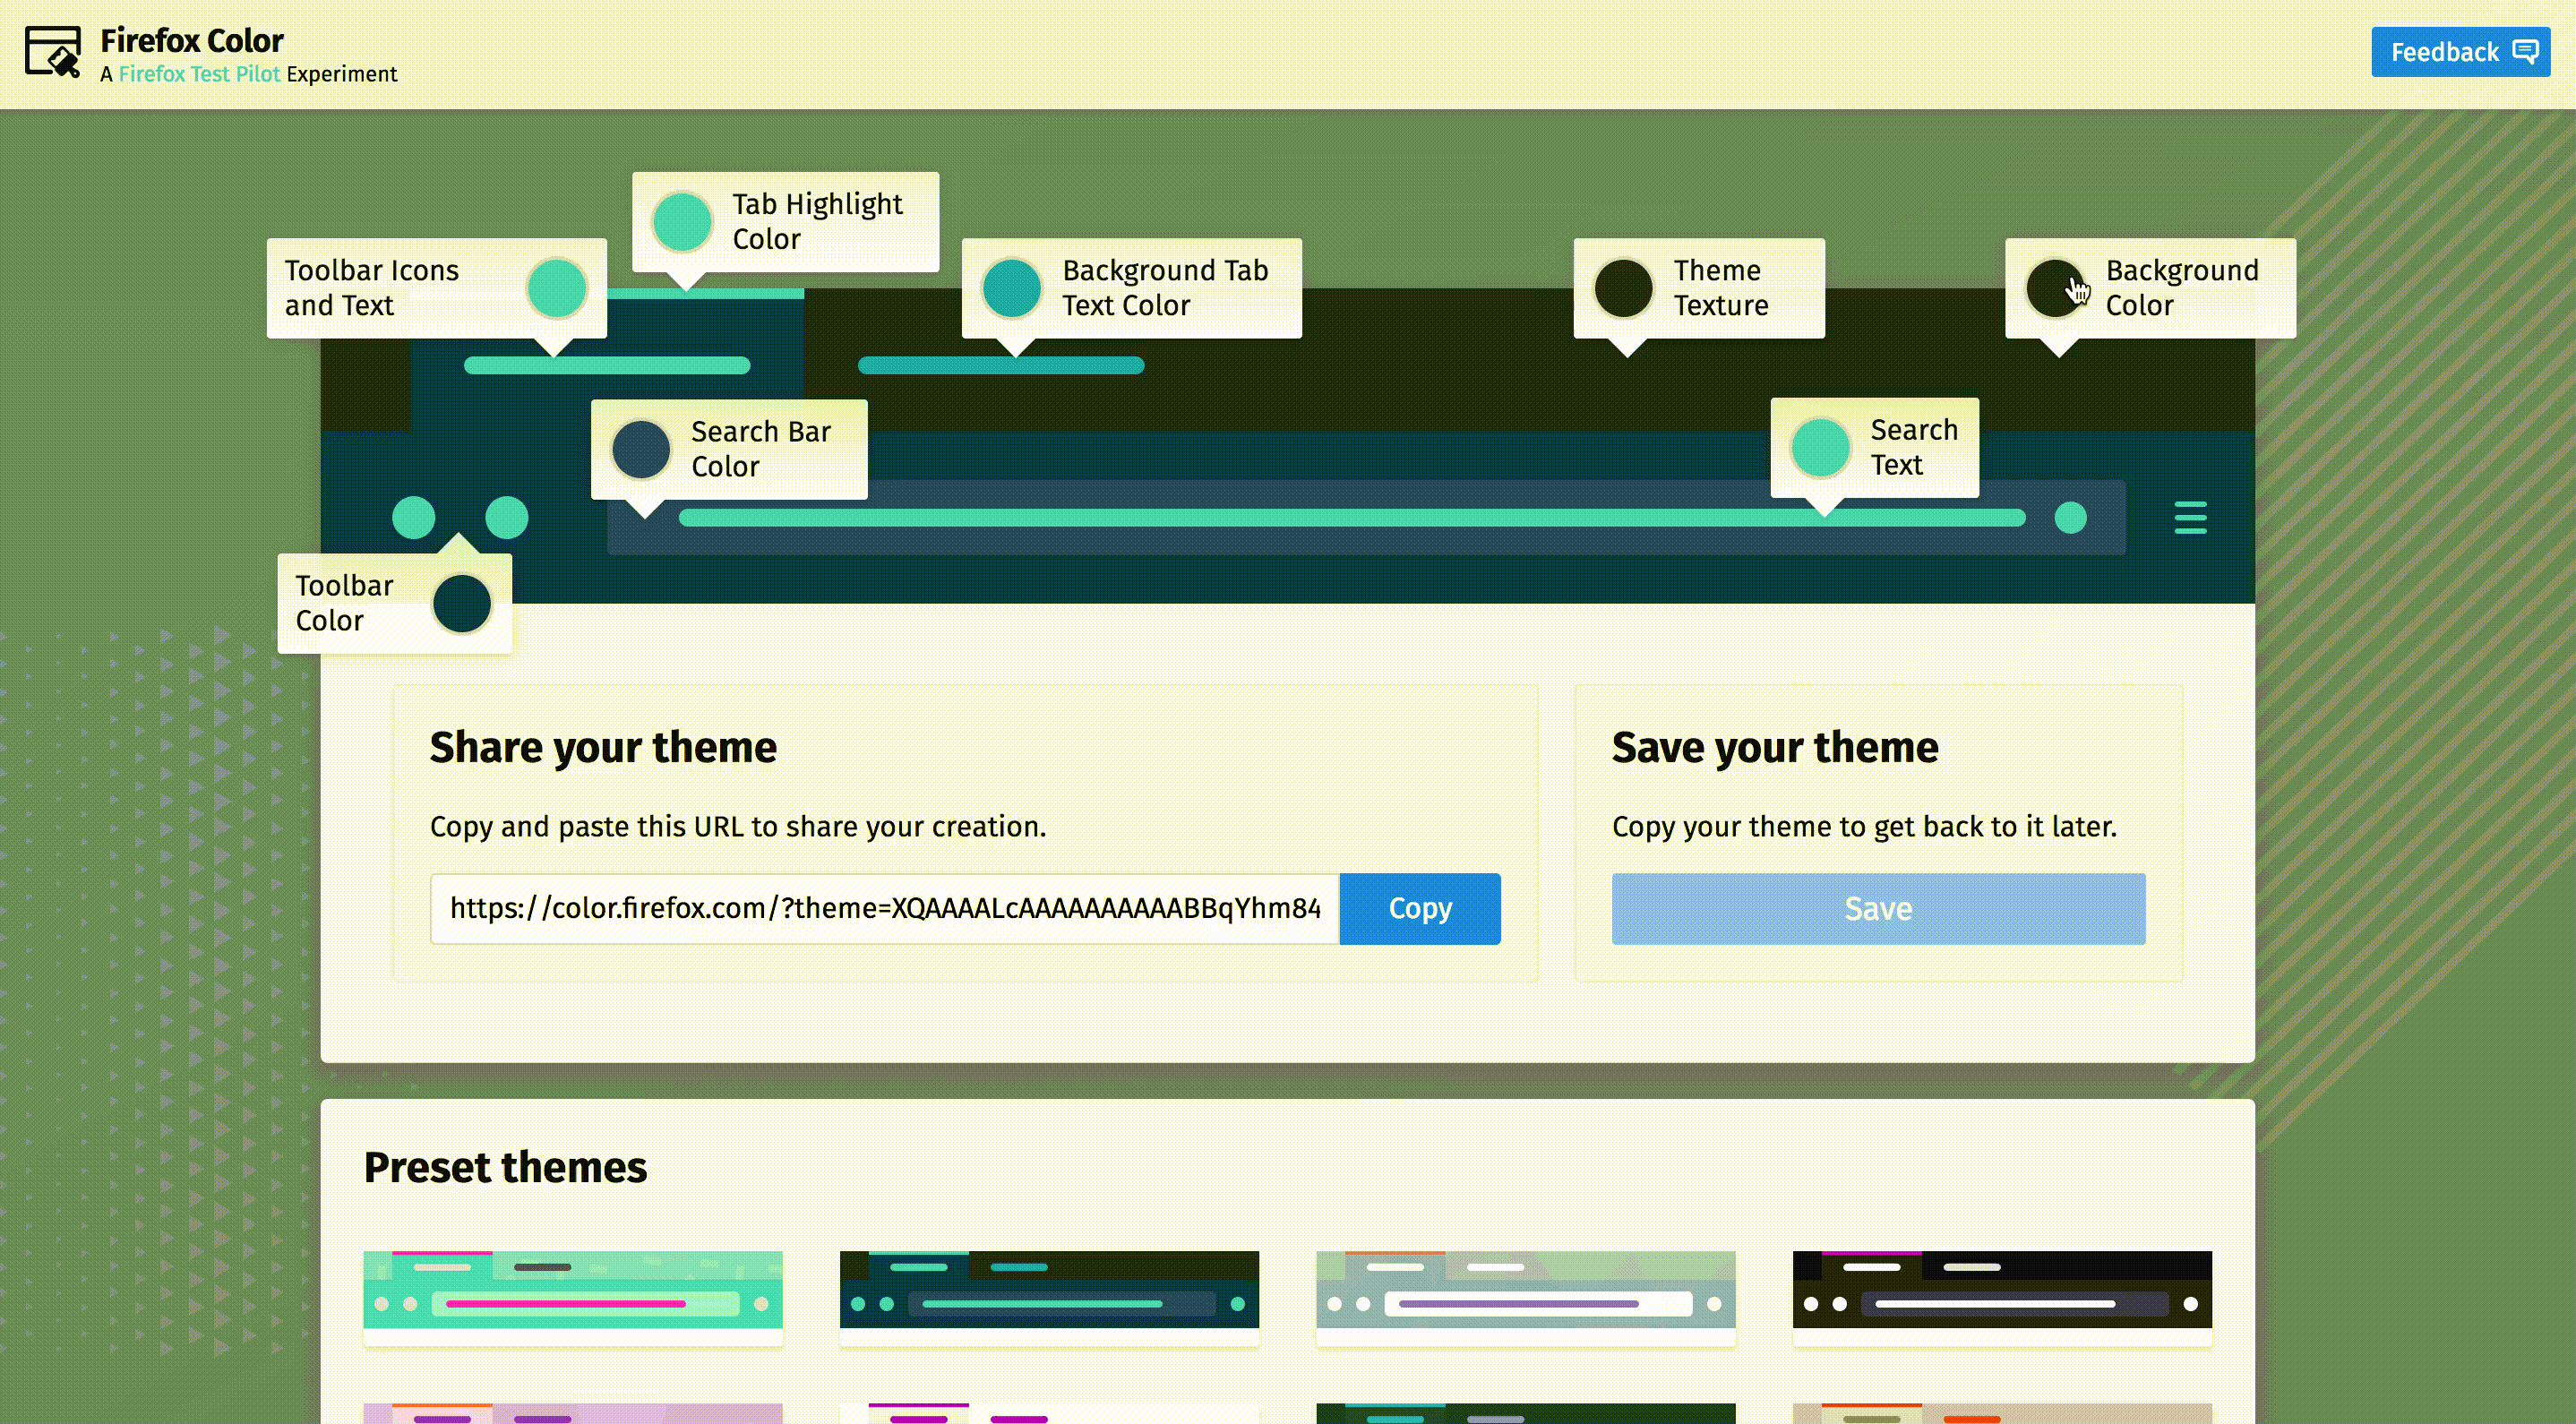 Firefox Color
A Firefox Test Pilot Experiment
Feedback
Tab Highlight
Color
Toolbar Icons
and Text
Background Tab
Text Color
Theme
Texture
Background
Color
Search Bar
Color
Search
Text
Toolbar
Color
Share your theme
Copy and paste this URL to share your creation.
https://color.firefox.com/?theme=XQAAAALcAAAAAAAAAABBqYhm84
Copy
Save your theme
Copy your theme to get back to it later.
Save
Preset themes